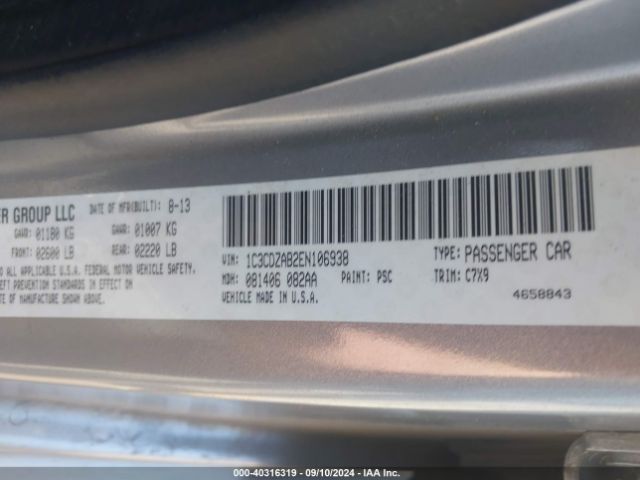 ER GROUP LLC DATE OF MFR(BUILT): 8-13
GAWR: 01180 KG GAWR: 01007 KG
FRONT: 02600 LB REAR: 02220 LB
O ALL APPLICABLE U.S.A. FEDERAL MOTOR VEHICLE SAFETY,
EFT PREVENTION STANDARDS IN EFFECT ON THE
TE OF MANUFACTURE SHOWN ABOVE.
VIN: 1C3CDZAB2EN106938 TYPE: PASSENGER CAR
MDH: 081406 082AA PAINT: PSC TRIM: C7X9
VEHICLE MADE IN U.S.A. 4658843
000-40316319 - 09/10/2024 - IAA Inc.